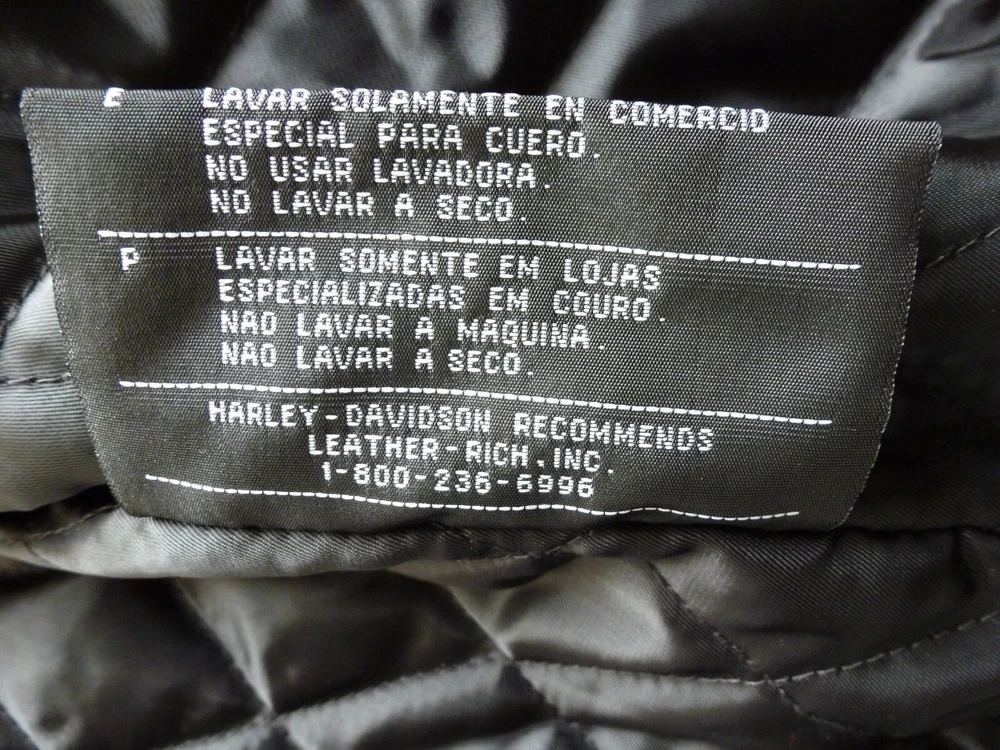 E LAVAR SOLAMENTE EN COMERCIO
ESPECIAL PARA CUERO.
NO USAR LAVADORA.
NO LAVAR A SECO.
P LAVAR SOMENTE EM LOJAS
ESPECIALIZADAS EM COURO.
NAO LAVAR A MAQUINA.
NAO LAVAR A SECO.
HARLEY-DAVIDSON RECOMMENDS
LEATHER-RICH, INC.
1-800-236-6996